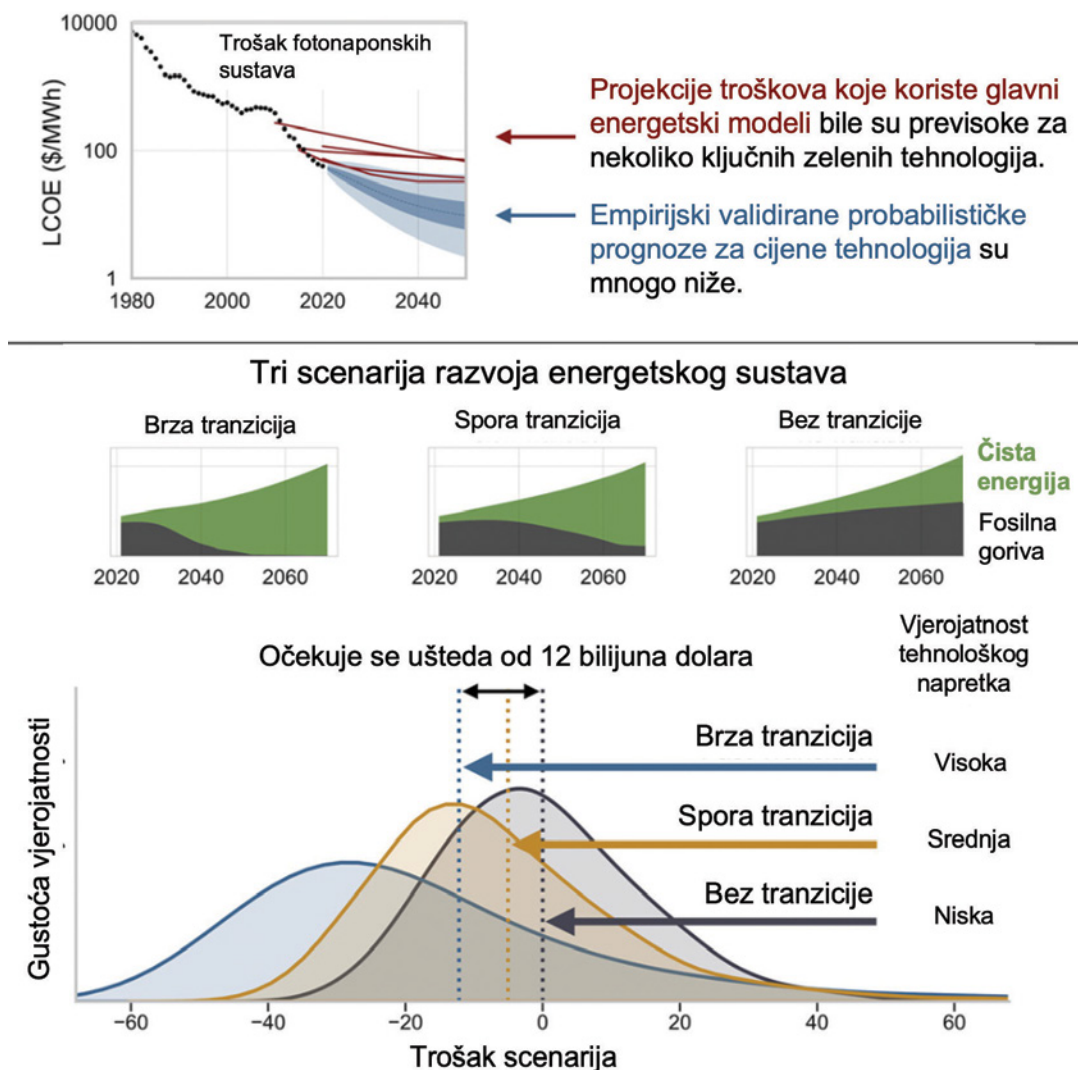 10000
100
1
LCOE ($/MWh)
Trošak fotonaponskih
sustava
1980
2000
2020
2040
Projekcije troškova koje koriste glavni
energetski modeli bile su previsoke za
nekoliko ključnih zelenih tehnologija.
Empirijski validirane probabilističke
prognoze za cijene tehnologija su
mnogo niže.
Tri scenarija razvoja energetskog sustava
Brza tranzicija
Spora tranzicija
Bez tranzicije
2020
2040
2060
2020
2040
2060
2020
2040
2060
Čista
energija
Fosilna
goriva
Očekuje se ušteda od 12 bilijuna dolara
Vjerojatnost
tehnološkog
napretka
Gustoća vjerojatnosti
Brza tranzicija
Visoka
Spora tranzicija
Srednja
Bez tranzicije
Niska
−60
−40
−20
0
20
40
60
Trošak scenarija